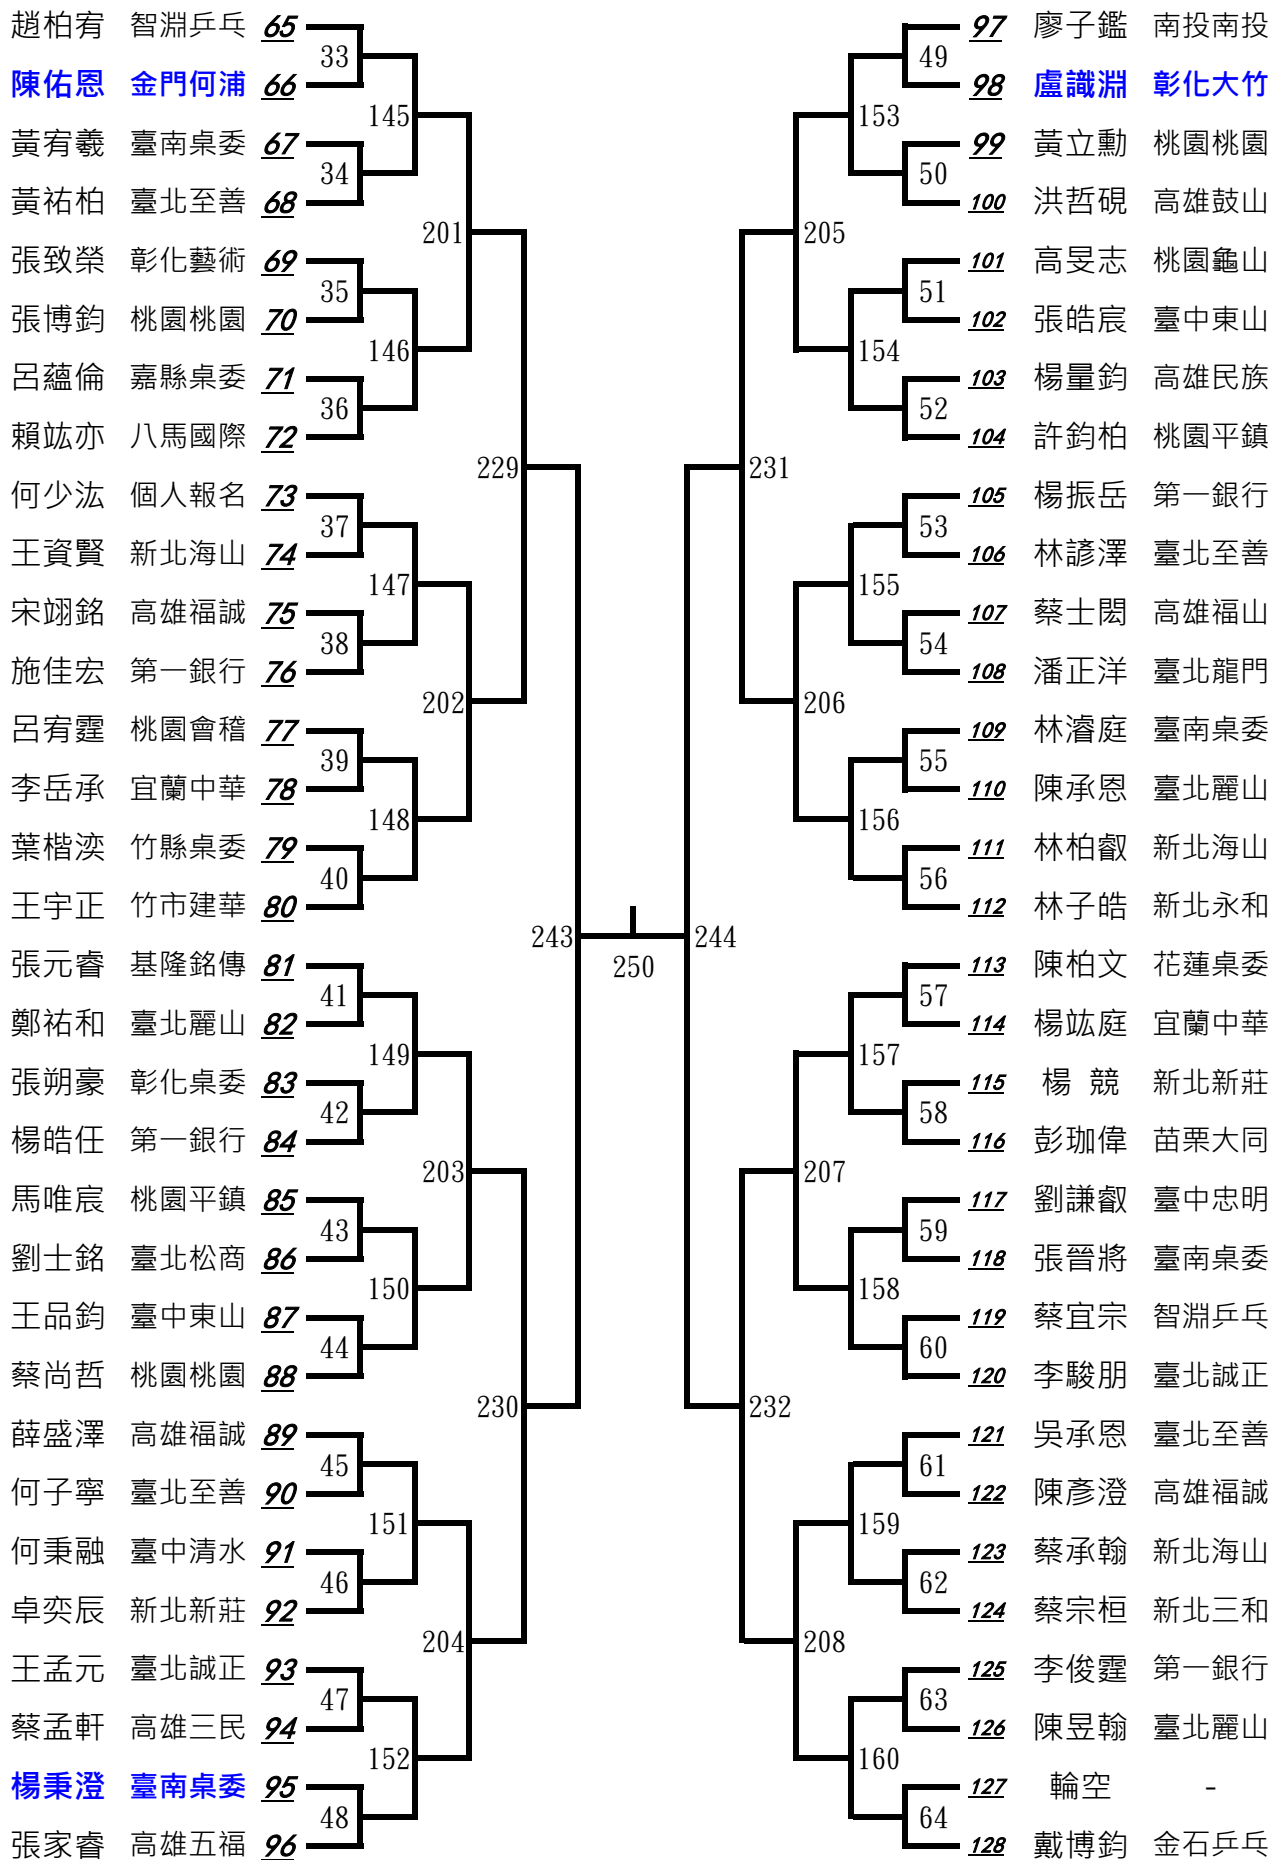 趙柏宥 智淵乒乓 65
33
陳佑恩 金門何浦 66
145
黃宥羲 臺南桌委 67
34
黃祐柏 臺北至善 68
201
張致榮 彰化藝術 69
35
張博鈞 桃園桃園 70
146
呂蘊倫 嘉縣桌委 71
36
賴竑亦 八馬國際 72
229
何少汯 個人報名 73
37
王資賢 新北海山 74
147
宋翊銘 高雄福誠 75
38
施佳宏 第一銀行 76
202
呂宥霆 桃園會稽 77
39
李岳承 宜蘭中華 78
148
葉楷渶 竹縣桌委 79
40
王宇正 竹市建華 80
243
張元睿 基隆銘傳 81
41
鄭祐和 臺北麗山 82
149
張朔豪 彰化桌委 83
42
楊皓任 第一銀行 84
203
馬唯宸 桃園平鎮 85
43
劉士銘 臺北松商 86
150
王品鈞 臺中東山 87
44
蔡尚哲 桃園桃園 88
230
薛盛澤 高雄福誠 89
45
何子寧 臺北至善 90
151
何秉融 臺中清水 91
46
卓奕辰 新北新莊 92
204
王孟元 臺北誠正 93
47
蔡孟軒 高雄三民 94
152
楊秉澄 臺南桌委 95
48
張家睿 高雄五福 96
250
97 廖子鑑 南投南投
49
98 盧識淵 彰化大竹
153
99 黃立勳 桃園桃園
50
100 洪哲硯 高雄鼓山
205
101 高旻志 桃園龜山
51
102 張皓宸 臺中東山
154
103 楊量鈞 高雄民族
52
104 許鈞柏 桃園平鎮
231
105 楊振岳 第一銀行
53
106 林諺澤 臺北至善
155
107 蔡士閎 高雄福山
54
108 潘正洋 臺北龍門
206
109 林濬庭 臺南桌委
55
110 陳承恩 臺北麗山
156
111 林柏叡 新北海山
56
112 林子皓 新北永和
244
113 陳柏文 花蓮桌委
57
114 楊竑庭 宜蘭中華
157
115 楊 競 新北新莊
58
116 彭珈偉 苗栗大同
207
117 劉謙叡 臺中忠明
59
118 張晉將 臺南桌委
158
119 蔡宜宗 智淵乒乓
60
120 李駿朋 臺北誠正
232
121 吳承恩 臺北至善
61
122 陳彥澄 高雄福誠
159
123 蔡承翰 新北海山
62
124 蔡宗桓 新北三和
208
125 李俊霆 第一銀行
63
126 陳昱翰 臺北麗山
160
127 輪空 -
64
128 戴博鈞 金石乒乓